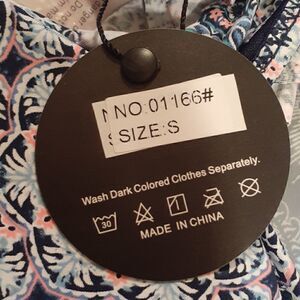 NO:01166#
SIZE:S
Wash Dark Colored Clothes Separately.
30
MADE IN CHINA